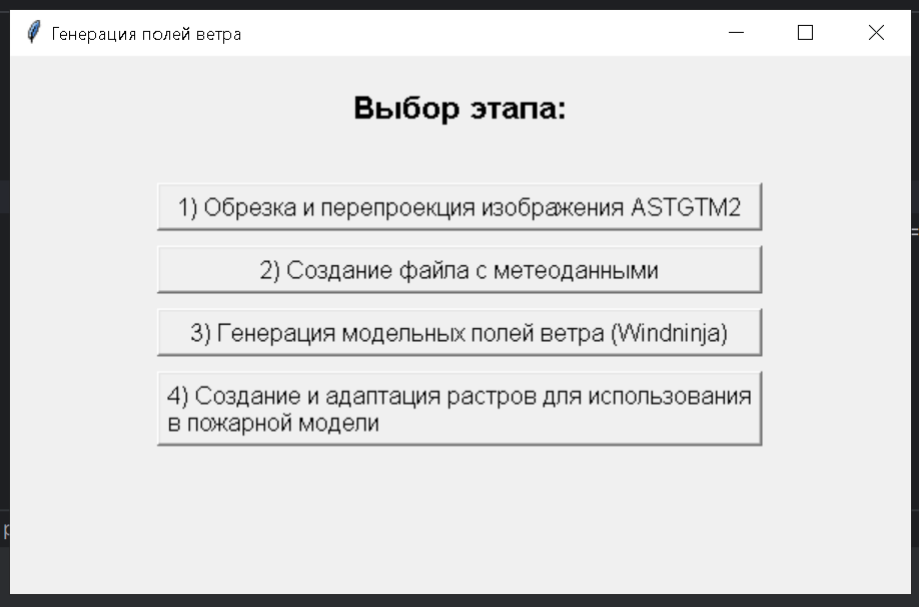 Генерация полей ветра
Выбор этапа:
1) Обрезка и перепроекция изображения ASTGTM2
2) Создание файла с метеоданными
3) Генерация модельных полей ветра (Windninja)
4) Создание и адаптация растров для использования
в пожарной модели